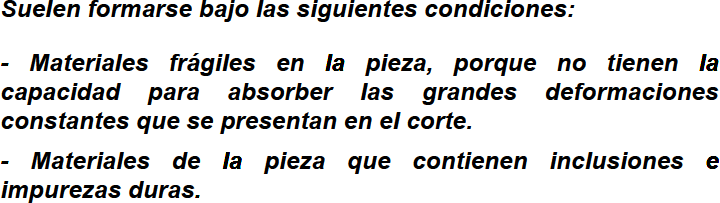 Suelen formarse bajo las siguientes condiciones:
- Materiales frágiles en la pieza, porque no tienen la
capacidad para absorber las grandes deformaciones
constantes que se presentan en el corte.
- Materiales de la pieza que contienen inclusiones e
impurezas duras.